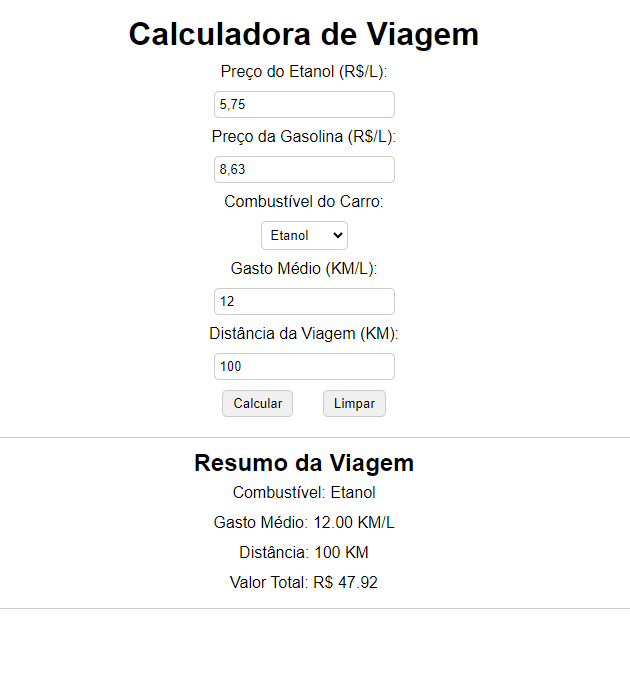 Calculadora de Viagem
Preço do Etanol (R$/L):
5,75
Preço da Gasolina (R$/L):
8,63
Combustível do Carro:
Etanol
Gasto Médio (KM/L):
12
Distância da Viagem (KM):
100
Calcular Limpar
Resumo da Viagem
Combustível: Etanol
Gasto Médio: 12.00 KM/L
Distância: 100 KM
Valor Total: R$ 47.92